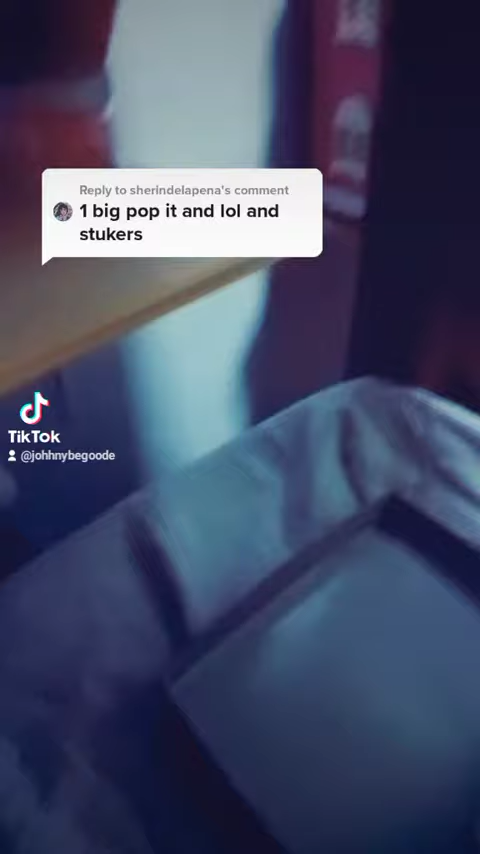 Reply to sherindelapena's comment
1 big pop it and lol and
stukers
TikTok
@johhnybegoode